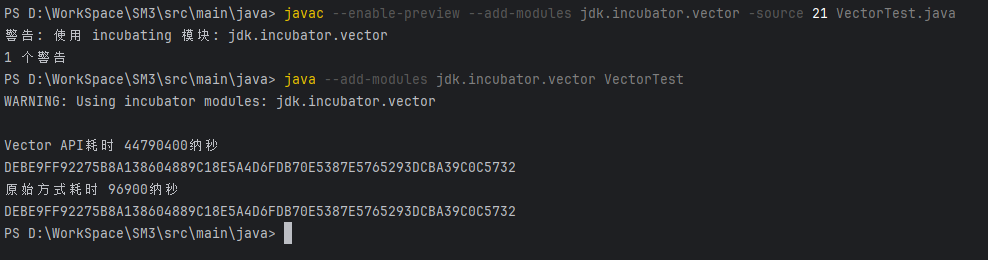 PS D:\WorkSpace\SM3\src\main\java> javac --enable-preview --add-modules jdk.incubator.vector -source 21 VectorTest.java
警告: 使用 incubating 模块: jdk.incubator.vector
1 个警告
PS D:\WorkSpace\SM3\src\main\java> java --add-modules jdk.incubator.vector VectorTest
WARNING: Using incubator modules: jdk.incubator.vector
Vector API耗时 44790400纳秒
DEBE9FF92275B8A138604889C18E5A4D6FDB70E5387E5765293DCBA39C0C5732
原始方式耗时 96900纳秒
DEBE9FF92275B8A138604889C18E5A4D6FDB70E5387E5765293DCBA39C0C5732
PS D:\WorkSpace\SM3\src\main\java>